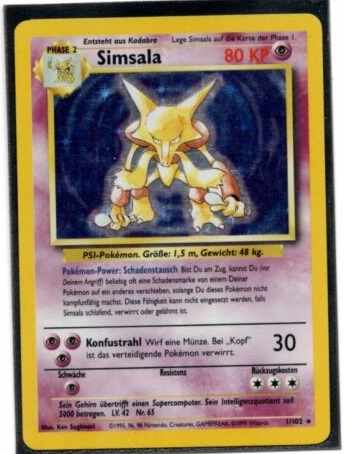 Entsteht aus Kadabra Lege Simsala auf die Karte der Phase 1.
PHASE 2
Simsala 80 KP
PSI-Pokémon. Größe: 1,5 m, Gewicht: 48 kg.
Pokémon-Power: Schadenstausch Bist Du am Zug, kannst Du (vor
Deinem Angriff) beliebig oft eine Schadensmarke von einem Deiner
Pokémon auf ein anderes verschieben, solange Du dieses Pokémon nicht
kampfunfähig machst. Diese Fähigkeit kann nicht eingesetzt werden, falls
Simsala schlafend, verwirrt oder gelähmt ist.
Konfustrahl Wirf eine Münze. Bei „Kopf" 30
ist das verteidigende Pokémon verwirrt.
Schwäche Resistenz Rückzugskosten
Sein Gehirn übertrifft einen Supercomputer. Sein Intelligenzquotient soll
5000 betragen. LV. 42 Nr. 65
Illus. Ken Sugimori ©1995, 96, 98 Nintendo, Creatures, GAMEFREAK. ©1999 Wizards. 1/102 ★